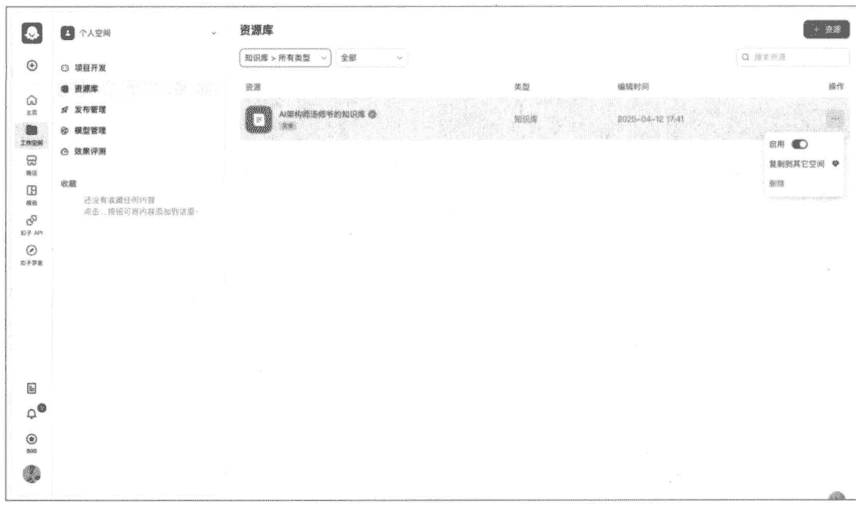 个人空间
项目开发
资源库
发布管理
模型管理
效果评测
收藏
还没有收藏任何内容
主页
工作空间
商店
模板
扣子 API
500
资源库
+ 资源
知识库 > 所有类型
全部
搜索资源
资源
类型
编辑时间
操作
AI架构师汤师爷的知识库
知识库
2025-04-12 17:41
启用
复制到其它空间
删除